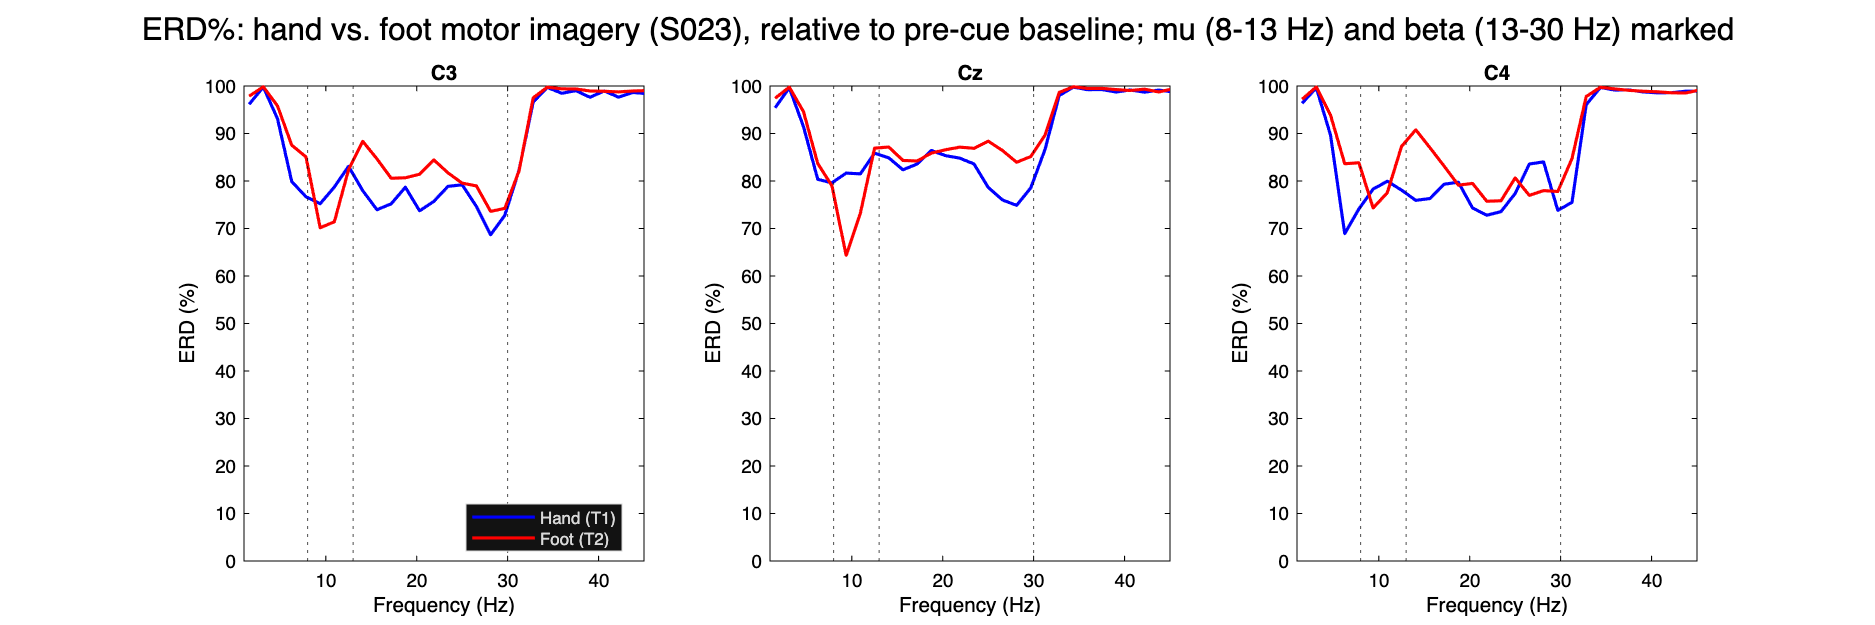 ERD%: hand vs. foot motor imagery (S023), relative to pre-cue baseline; mu (8-13 Hz) and beta (13-30 Hz) marked
C3
100
90
80
70
60
50
40
30
20
10
0
ERD (%)
10 20 30 40
Frequency (Hz)
Hand (T1)
Foot (T2)
Cz
100
90
80
70
60
50
40
30
20
10
0
ERD (%)
10 20 30 40
Frequency (Hz)
C4
100
90
80
70
60
50
40
30
20
10
0
ERD (%)
10 20 30 40
Frequency (Hz)